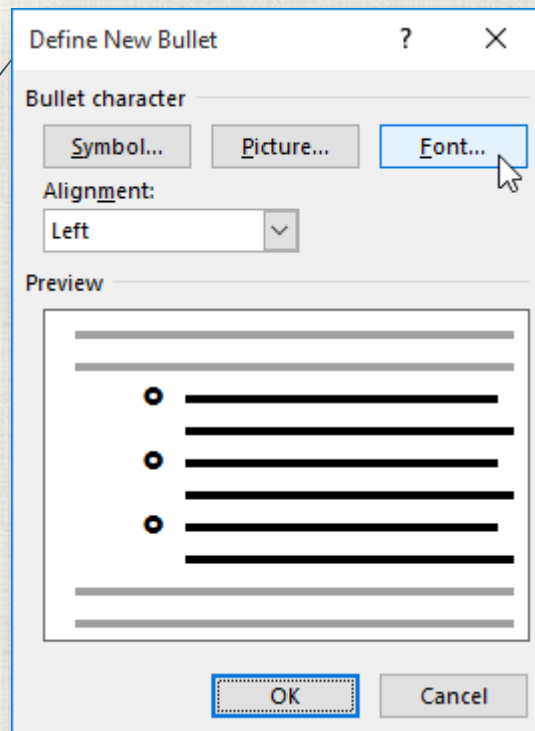 Define New Bullet ?
Bullet character
Symbol... Picture... Font...
Alignment:
Left
Preview
OK Cancel